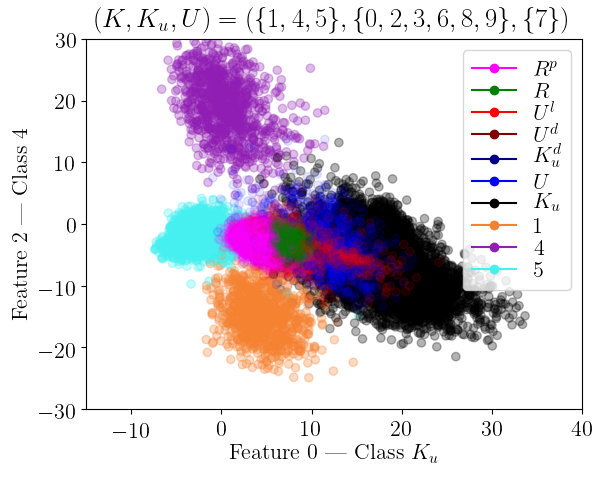 (K, K_u, U) = ({1, 4, 5}, {0, 2, 3, 6, 8, 9}, {7})
30
20
10
0
−10
−20
−30
Feature 2 — Class 4
R^p
R
U^l
U^d
K_u^d
U
K_u
1
4
5
−10 0 10 20 30 40
Feature 0 — Class K_u